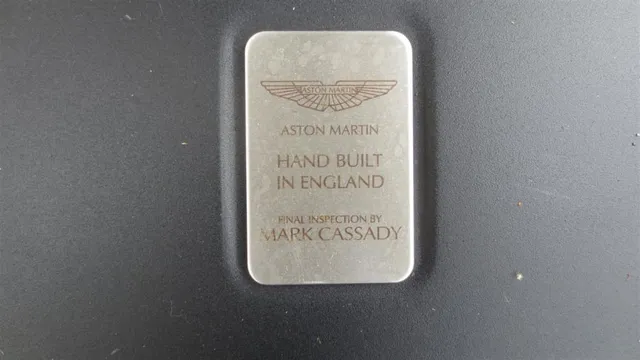 ASTON MARTIN
ASTON MARTIN
HAND BUILT
IN ENGLAND
FINAL INSPECTION BY
MARK CASSADY